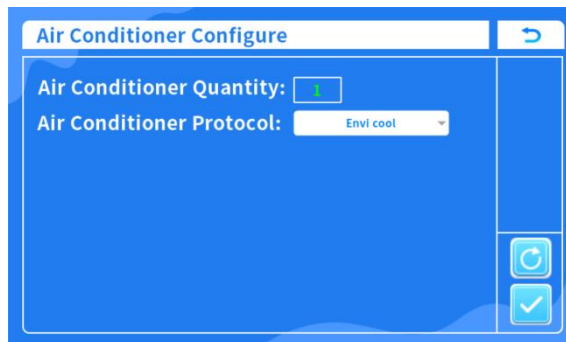 Air Conditioner Configure
Air Conditioner Quantity: 1
Air Conditioner Protocol: Envi cool